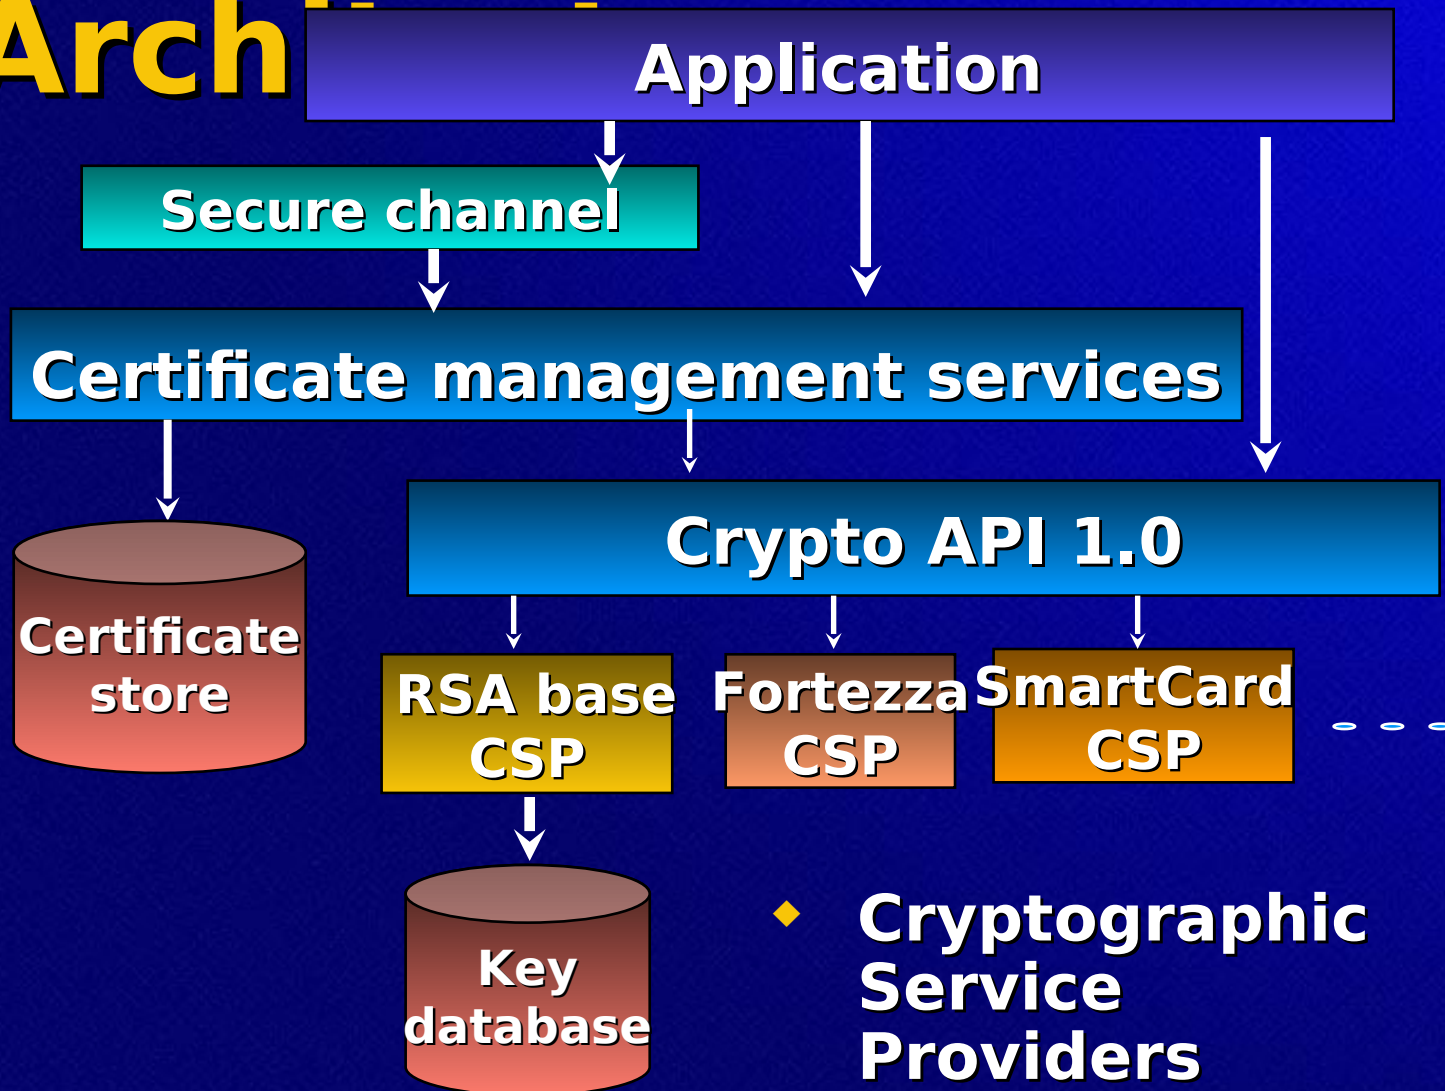 Arch
Application
Secure channel
Certificate management services
Crypto API 1.0
Certificate
store
RSA base
CSP
Fortezza
CSP
SmartCard
CSP
Key
database
Cryptographic
Service
Providers